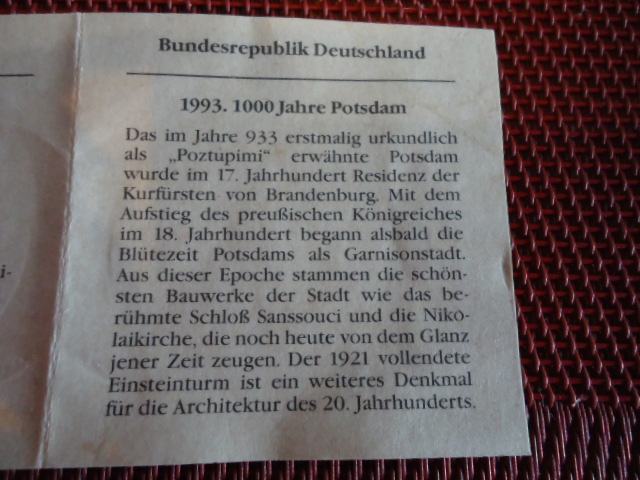 Bundesrepublik Deutschland
1993. 1000 Jahre Potsdam
Das im Jahre 933 erstmalig urkundlich
als „Poztupimi“ erwähnte Potsdam
wurde im 17. Jahrhundert Residenz der
Kurfürsten von Brandenburg. Mit dem
Aufstieg des preußischen Königreiches
im 18. Jahrhundert begann alsbald die
Blütezeit Potsdams als Garnisonstadt.
Aus dieser Epoche stammen die schön-
sten Bauwerke der Stadt wie das be-
rühmte Schloß Sanssouci und die Niko-
laikirche, die noch heute von dem Glanz
jener Zeit zeugen. Der 1921 vollendete
Einsteinturm ist ein weiteres Denkmal
für die Architektur des 20. Jahrhunderts.